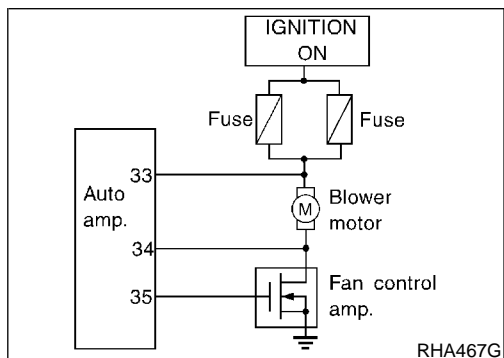 IGNITION
ON
Fuse
Fuse
33
Auto
amp.
Blower
motor
M
34
35
Fan control
amp.
RHA467G